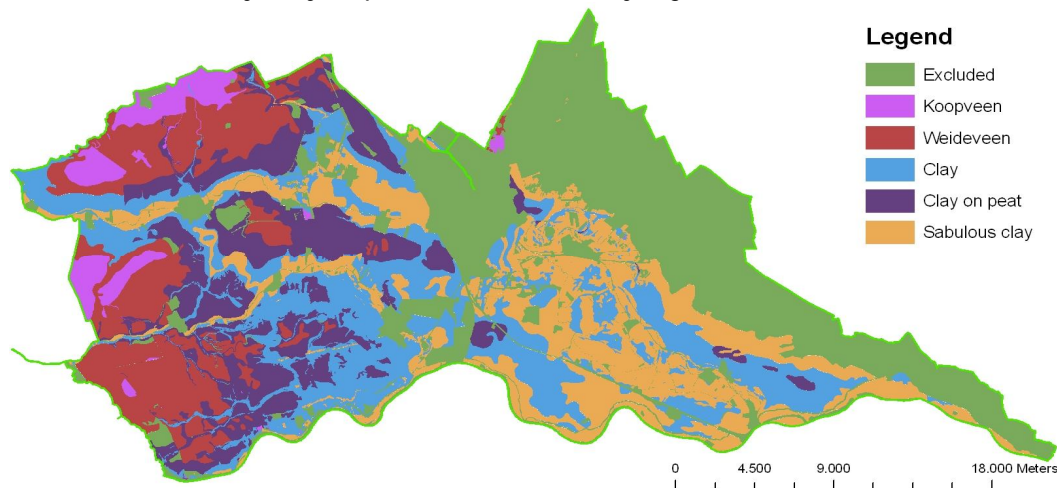 Legend
Excluded
Koopveen
Weideveen
Clay
Clay on peat
Sabulous clay
0 4.500 9.000 18.000 Meters